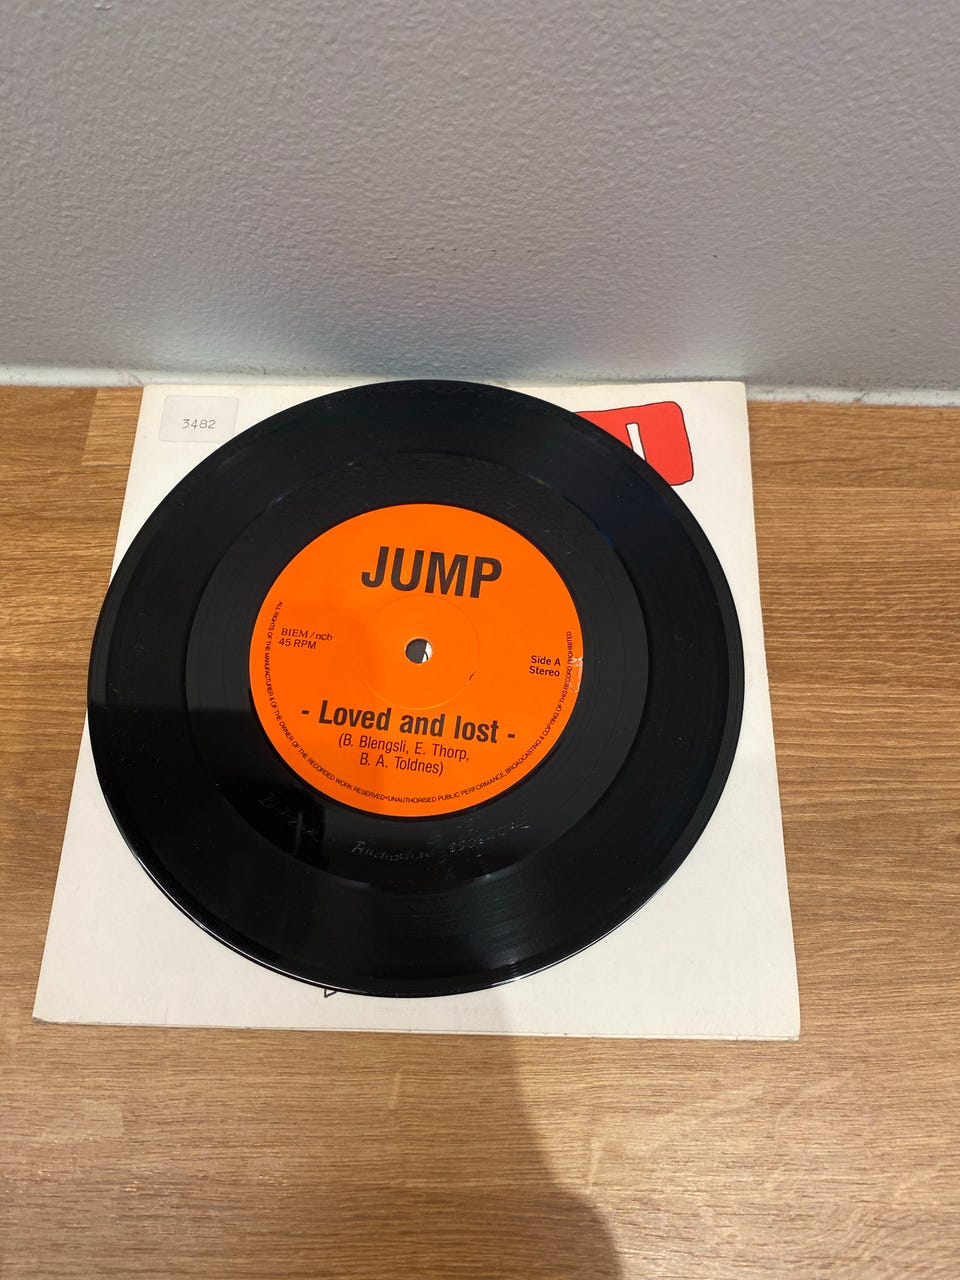 3482
JUMP
BIEM/ncb
45 RPM
Side A
Stereo
- Loved and lost -
(B. Blengsli, E. Thorp,
B. A. Toldnes)
ALL RIGHTS OF THE MANUFACTURER & OF THE OWNER OF THE RECORDED WORK RESERVED•UNAUTHORISED PUBLIC PERFORMANCE, BROADCASTING & COPYING OF THIS RECORD PROHIBITED
Audiodisc